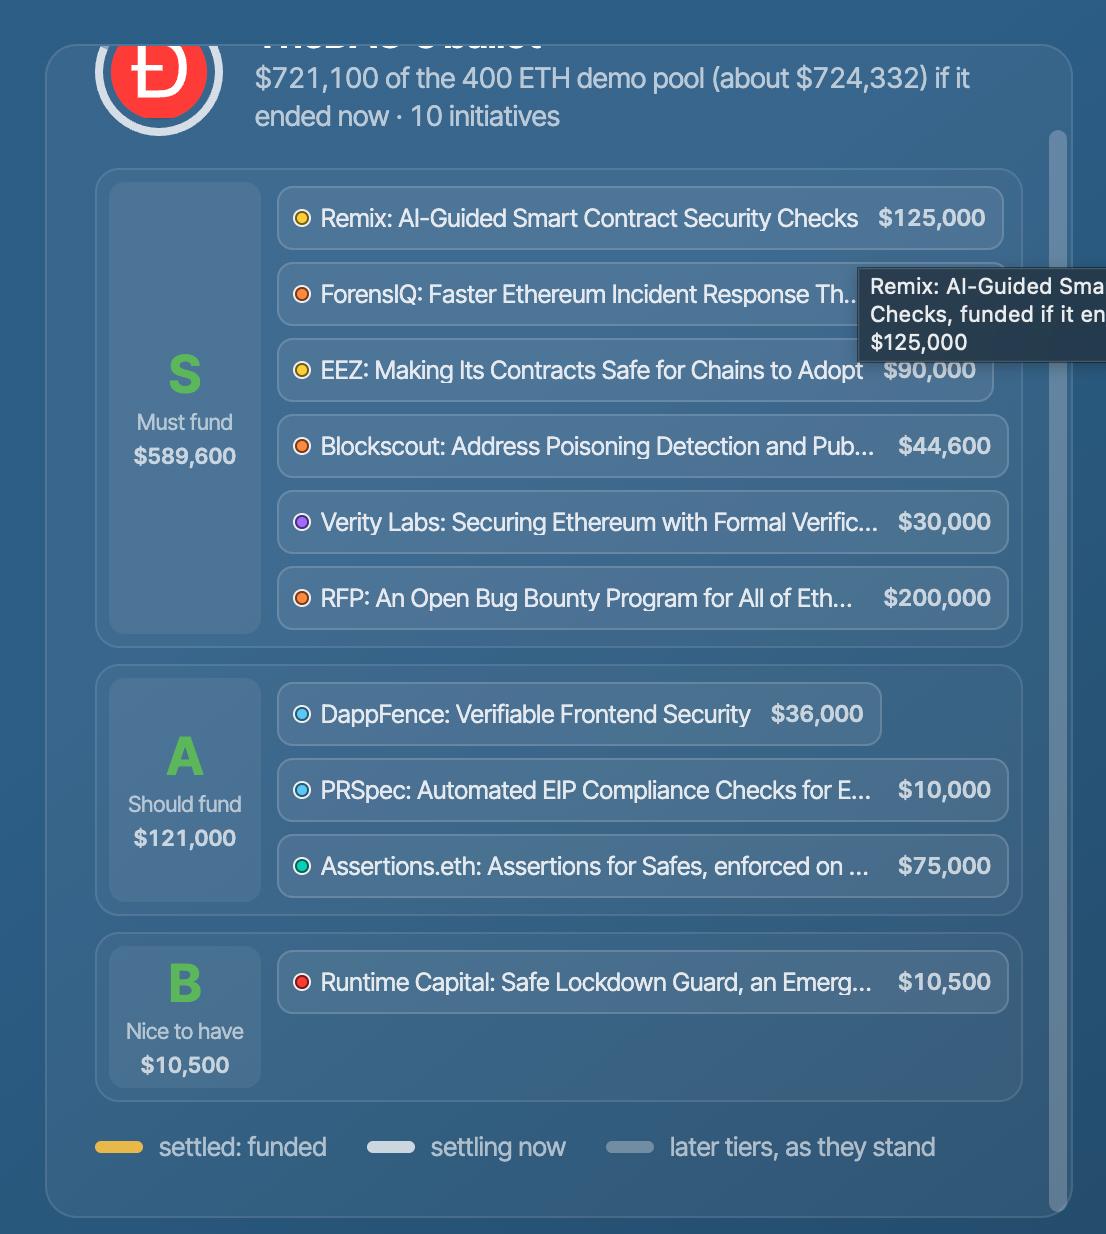 $721,100 of the 400 ETH demo pool (about $724,332) if it
ended now · 10 initiatives
S
Must fund
$589,600
Remix: AI-Guided Smart Contract Security Checks $125,000
ForensIQ: Faster Ethereum Incident Response Th...
Remix: AI-Guided Sma
Checks, funded if it en
$125,000
EEZ: Making Its Contracts Safe for Chains to Adopt $90,000
Blockscout: Address Poisoning Detection and Pub... $44,600
Verity Labs: Securing Ethereum with Formal Verific... $30,000
RFP: An Open Bug Bounty Program for All of Eth... $200,000
A
Should fund
$121,000
DappFence: Verifiable Frontend Security $36,000
PRSpec: Automated EIP Compliance Checks for E... $10,000
Assertions.eth: Assertions for Safes, enforced on ... $75,000
B
Nice to have
$10,500
Runtime Capital: Safe Lockdown Guard, an Emerg... $10,500
settled: funded settling now later tiers, as they stand